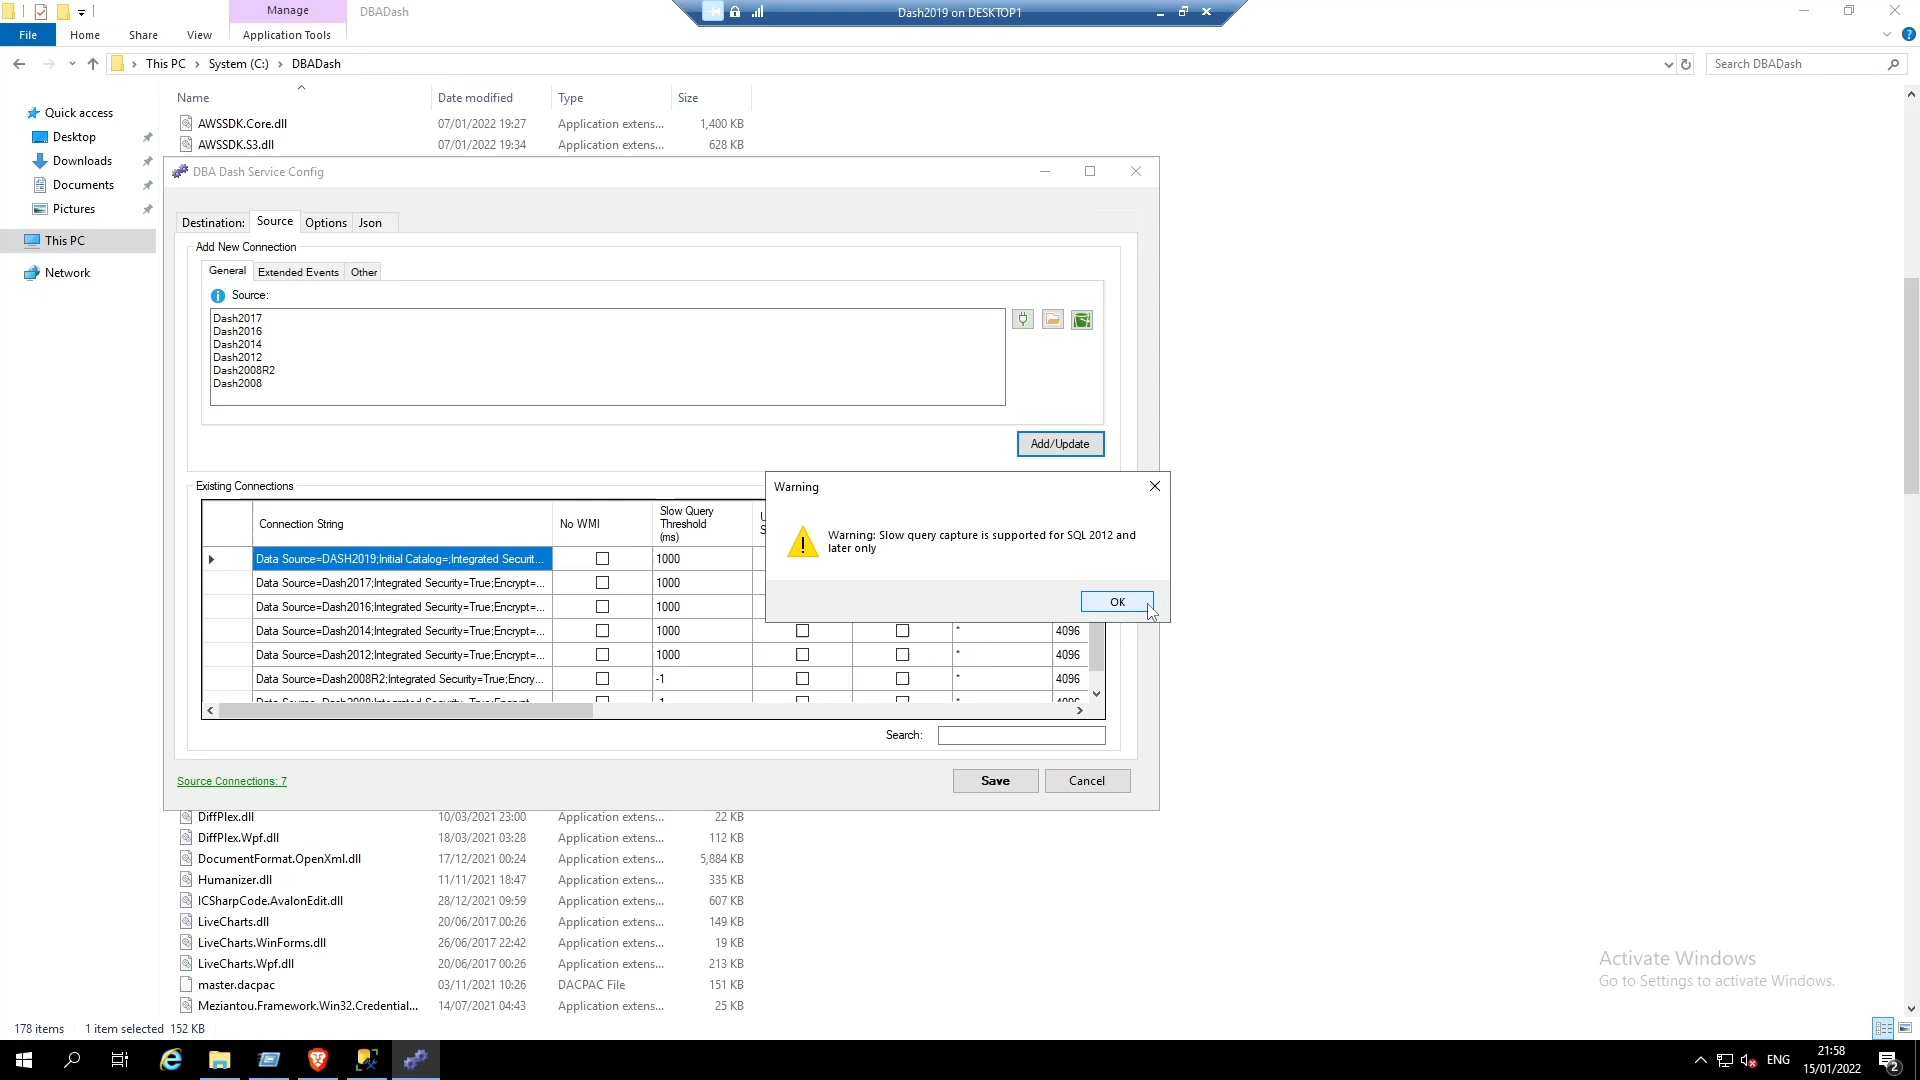 Manage
DBADash
Dash2019 on DESKTOP1
File
Home
Share
View
Application Tools
This PC
System (C:)
DBADash
Search DBADash
Name
Date modified
Type
Size
Quick access
Desktop
Downloads
Documents
Pictures
This PC
Network
AWSSDK.Core.dll 07/01/2022 19:27 Application extens... 1,400 KB
AWSSDK.S3.dll 07/01/2022 19:34 Application extens... 628 KB
DBA Dash Service Config
Destination: Source Options Json
Add New Connection
General Extended Events Other
Source:
Dash2017
Dash2016
Dash2014
Dash2012
Dash2008R2
Dash2008
Add/Update
Existing Connections
Connection String
No WMI
Slow Query
Threshold
(ms)
Data Source=DASH2019;Initial Catalog=;Integrated Securit... 1000
Data Source=Dash2017;Integrated Security=True;Encrypt=... 1000
Data Source=Dash2016;Integrated Security=True;Encrypt=... 1000
Data Source=Dash2014;Integrated Security=True;Encrypt=... 1000 * 4096
Data Source=Dash2012;Integrated Security=True;Encrypt=... 1000 * 4096
Data Source=Dash2008R2;Integrated Security=True;Encry... -1 * 4096
Warning
Warning: Slow query capture is supported for SQL 2012 and
later only
OK
Search:
Source Connections: 7
Save
Cancel
DiffPlex.dll 10/03/2021 23:00 Application extens... 22 KB
DiffPlex.Wpf.dll 18/03/2021 03:28 Application extens... 112 KB
DocumentFormat.OpenXml.dll 17/12/2021 00:24 Application extens... 5,884 KB
Humanizer.dll 11/11/2021 18:47 Application extens... 335 KB
ICSharpCode.AvalonEdit.dll 28/12/2021 09:59 Application extens... 607 KB
LiveCharts.dll 20/06/2017 00:26 Application extens... 149 KB
LiveCharts.WinForms.dll 26/06/2017 22:42 Application extens... 19 KB
LiveCharts.Wpf.dll 20/06/2017 00:26 Application extens... 213 KB
master.dacpac 03/11/2021 10:26 DACPAC File 151 KB
Meziantou.Framework.Win32.Credential... 14/07/2021 04:43 Application extens... 25 KB
Activate Windows
Go to Settings to activate Windows.
178 items 1 item selected 152 KB
ENG
21:58
15/01/2022
2